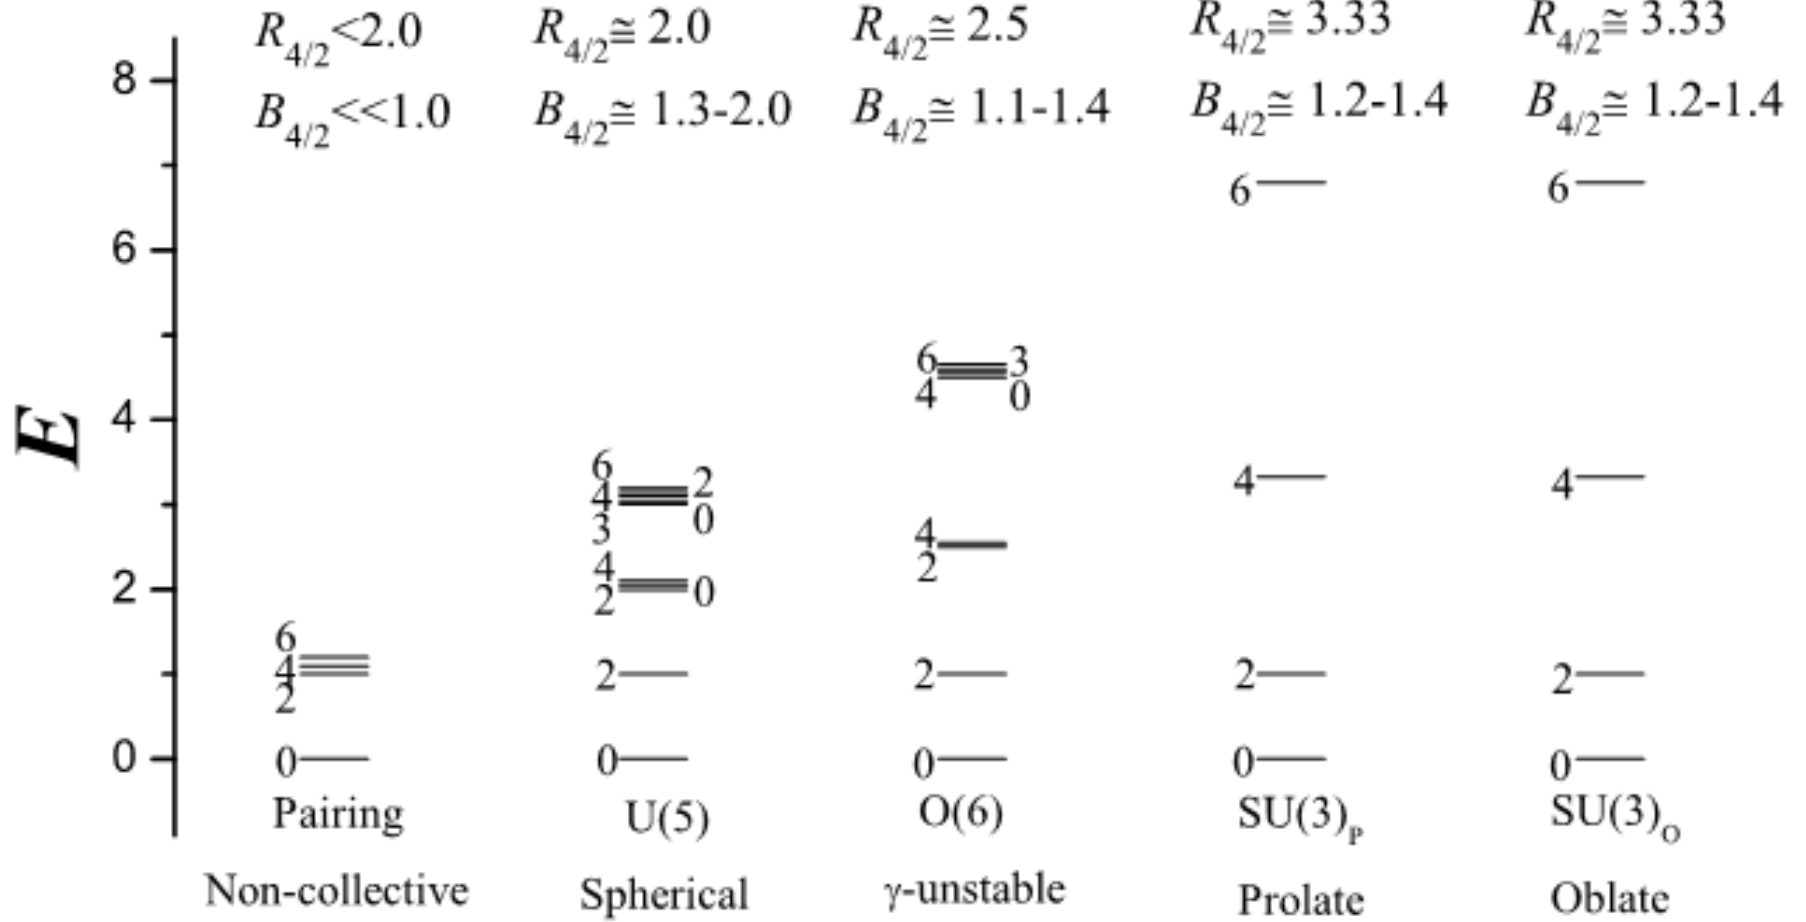 R4/2<2.0 R4/2≅ 2.0 R4/2≅ 2.5 R4/2≅ 3.33 R4/2≅ 3.33
8
B4/2<<1.0 B4/2≅ 1.3-2.0 B4/2≅ 1.1-1.4 B4/2≅ 1.2-1.4 B4/2≅ 1.2-1.4
6 6
6
6 3
4 0
4
E
6 2
4 0
3
4 4
4
2
4 0
2
2
6
4
2
2 2 2 2
0
0 0 0 0 0
Pairing U(5) O(6) SU(3)P SU(3)O
Non-collective Spherical γ-unstable Prolate Oblate